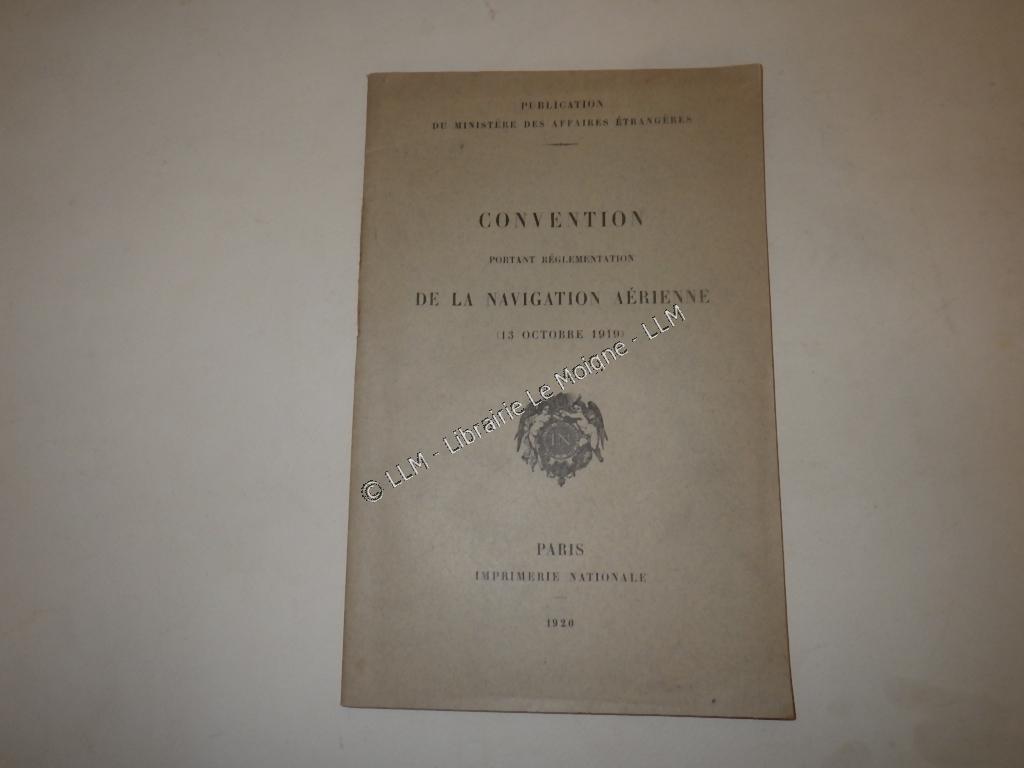 PUBLICATION
DU MINISTÈRE DES AFFAIRES ÉTRANGÈRES
CONVENTION
PORTANT RÉGLEMENTATION
DE LA NAVIGATION AÉRIENNE
(13 OCTOBRE 1919)
© LLM - Librairie Le Moigne - LLM
IN
PARIS
IMPRIMERIE NATIONALE
1920